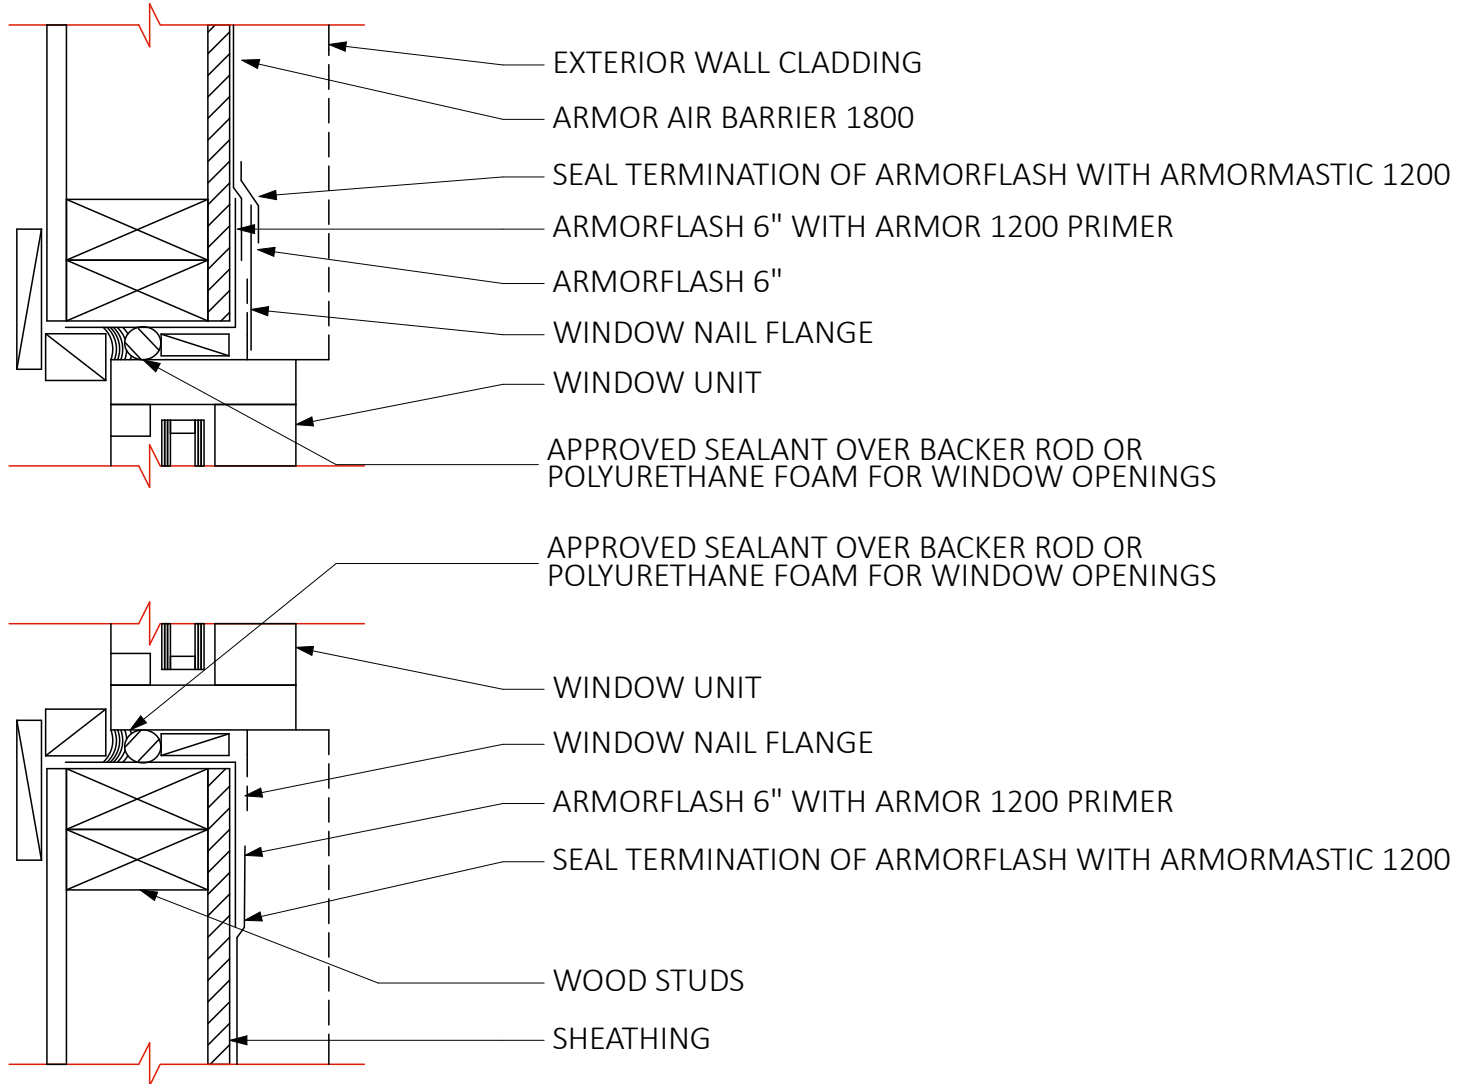 EXTERIOR WALL CLADDING
ARMOR AIR BARRIER 1800
SEAL TERMINATION OF ARMORFLASH WITH ARMORMASTIC 1200
ARMORFLASH 6" WITH ARMOR 1200 PRIMER
ARMORFLASH 6"
WINDOW NAIL FLANGE
WINDOW UNIT
APPROVED SEALANT OVER BACKER ROD OR
POLYURETHANE FOAM FOR WINDOW OPENINGS
APPROVED SEALANT OVER BACKER ROD OR
POLYURETHANE FOAM FOR WINDOW OPENINGS
WINDOW UNIT
WINDOW NAIL FLANGE
ARMORFLASH 6" WITH ARMOR 1200 PRIMER
SEAL TERMINATION OF ARMORFLASH WITH ARMORMASTIC 1200
WOOD STUDS
SHEATHING